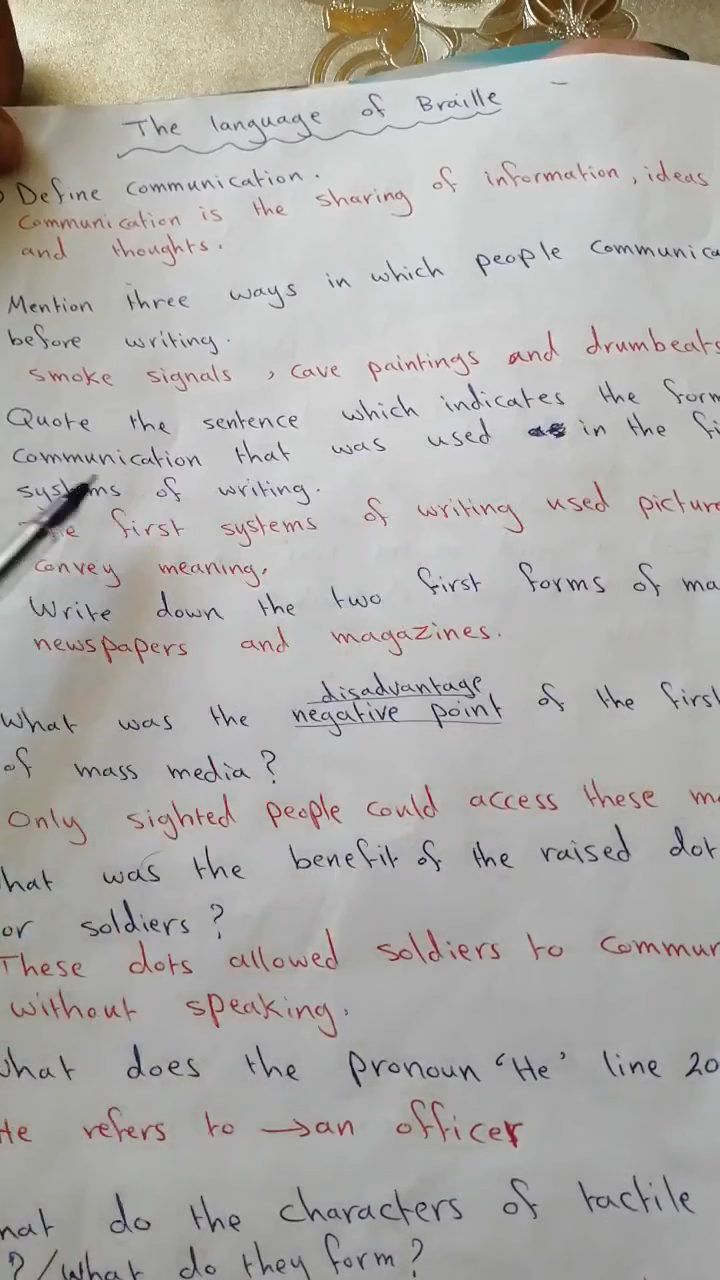 The language of Braille
Define communication.
Communication is the sharing of information, ideas
and thoughts.
Mention three ways in which people communica
before writing.
smoke signals, cave paintings and drumbeats
Quote the sentence which indicates the form
communication that was used in the fi
systems of writing.
first systems of writing used picture
convey meaning.
Write down the two first forms of ma
newspapers and magazines.
disadvantage
What was the negative point of the first
of mass media?
Only sighted people could access these m
hat was the benefit of the raised dot
or soldiers?
These dots allowed soldiers to commun
without speaking.
hat does the pronoun 'He' line 20
He refers to → an officer
hat do the characters of tactile
?/What do they form?